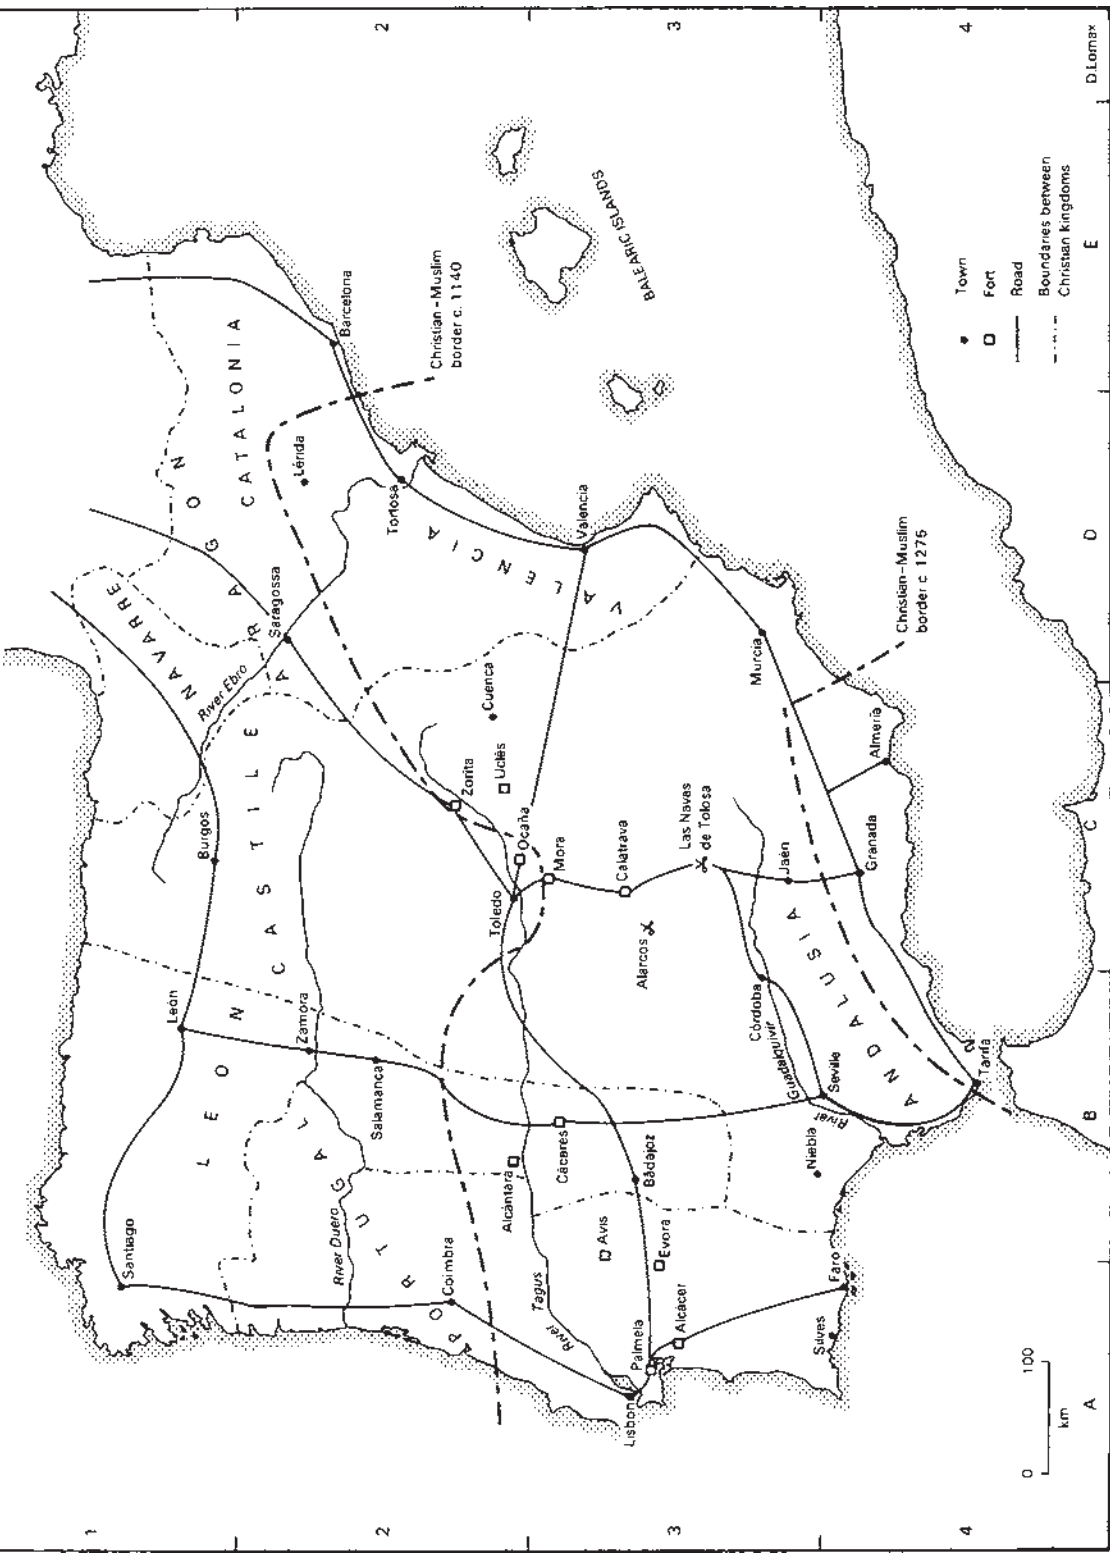 1
2
3
4
2
3
4
A
B
C
D
E
Santiago
León
Burgos
NAVARRE
River Ebro
ARAGON
CATALONIA
Saragossa
Lérida
Barcelona
Tortosa
Christian–Muslim
border c. 1140
LEON
CASTILE
Zamora
Salamanca
PORTUGAL
River Duero
Coimbra
Zorita
Uclés
Cuenca
Ocaña
Toledo
Mora
Calatrava
Alarcos
Las Navas
de Tolosa
VALENCIA
Valencia
BALEARIC ISLANDS
Alcántara
Cáceres
River Tagus
Avis
Bádajoz
Evora
Lisbon
Palmela
Alcácer
Silves
Faro
Niebla
River Guadalquivir
Córdoba
Seville
ANDALUSIA
Jaén
Granada
Almería
Murcia
Tarifa
Christian–Muslim
border c 1275
Town
Fort
Road
Boundaries between
Christian kingdoms
0 100
km
D.Lomax